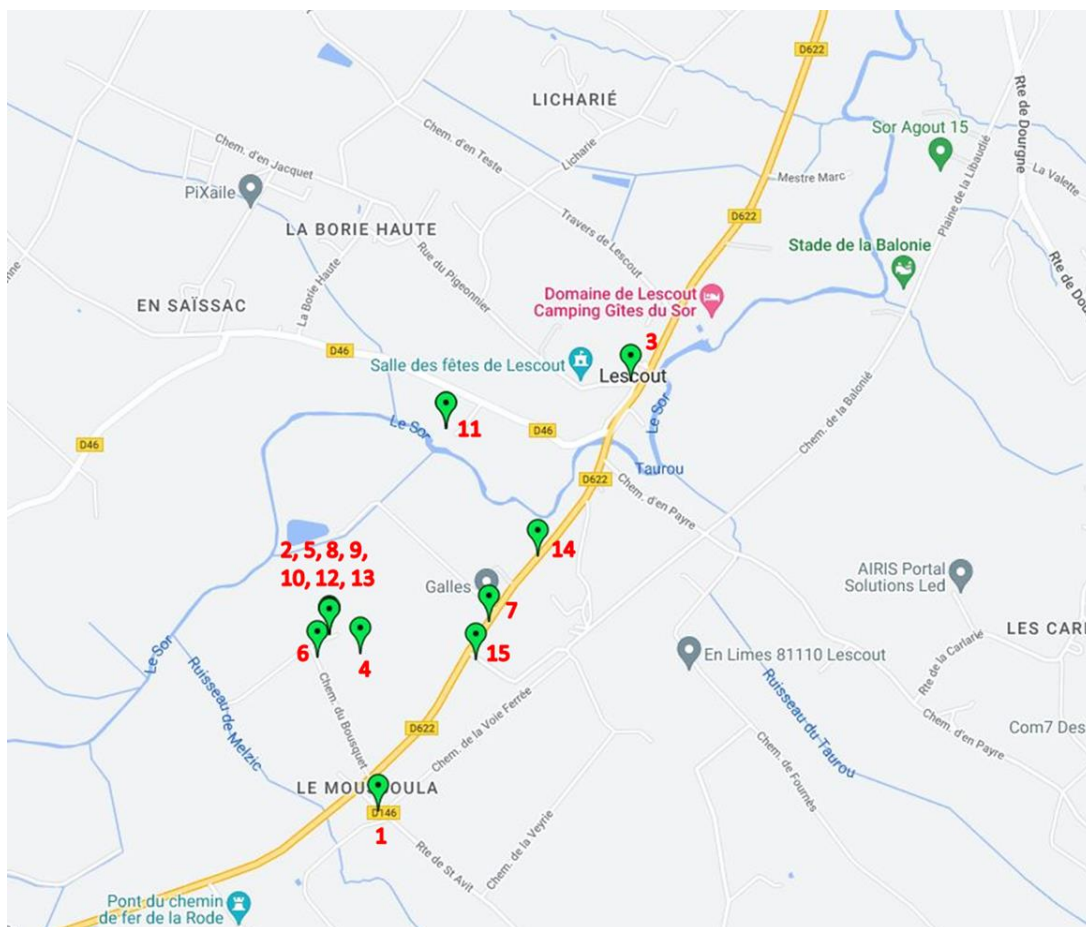 D622
LICHARIÉ
Rte de Dourgne
Sor Agout 15
Chem. d'en Teste
Chem. d'en Jacquet
Licharie
Plaine de la Libaudié
La Valette
Mestre Marc
PiXaile
D622
LA BORIE HAUTE
Travers de Lescout
Stade de la Balonie
Rue du Pigeonnier
La Borie Haute
Rte de Dou
EN SAÏSSAC
Domaine de Lescout
Camping Gîtes du Sor
3
D46
Salle des fêtes de Lescout
Lescout
Le Sor
Chem. de la Balonié
11
Le Sor
D46
D46
Taurou
D622
Chem. d'en Payre
14
2, 5, 8, 9,
10, 12, 13
Galles
AIRIS Portal
Solutions Led
7
6
4
15
LES CARL
En Limes 81110 Lescout
Le Sor
Rte de la Carlarie
Ruisseau de Melzic
Chem. du Bousquet
Ruisseau du Taurou
D622
Chem. de la Voie Ferrée
Chem. d'en Payre
Com7 Des
Chem. de Fournès
D146
1
Chem. de la Veyrie
Rte de St Avit
Pont du chemin
de fer de la Rode